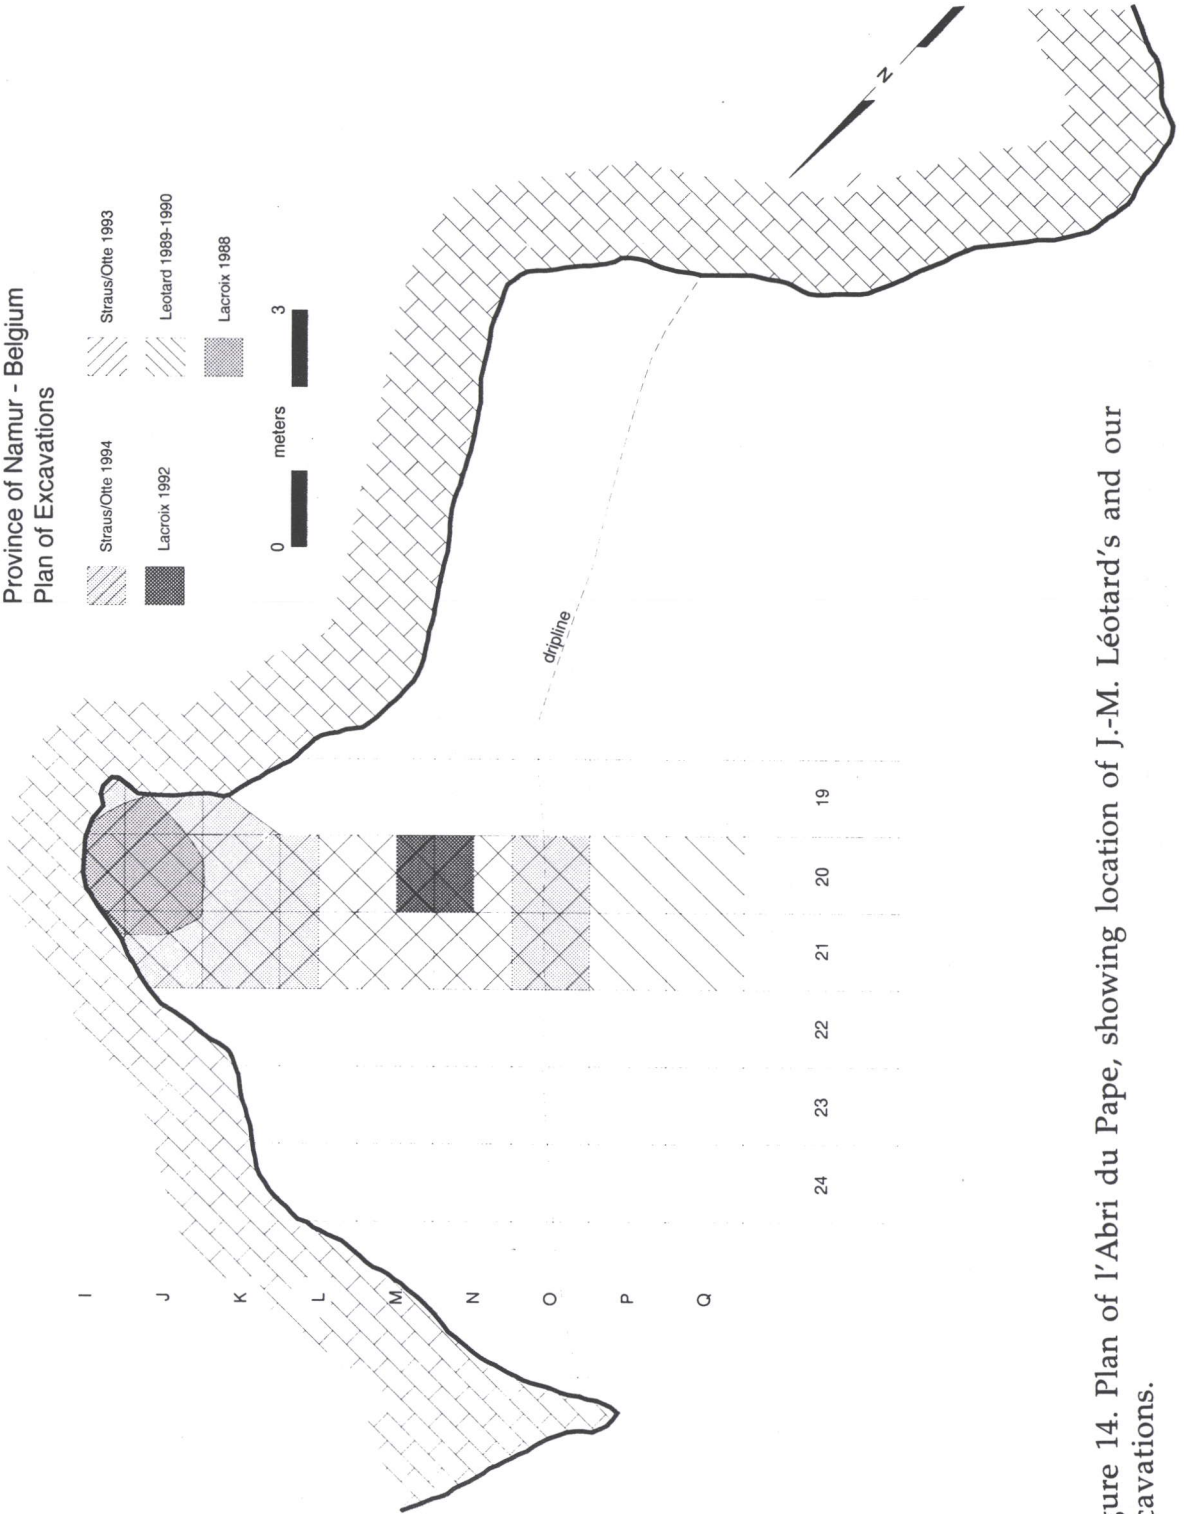 Province of Namur - Belgium
Plan of Excavations
Straus/Otte 1994
Straus/Otte 1993
Lacroix 1992
Leotard 1989-1990
Lacroix 1988
0 meters 3
N
dripline
I
J
K
L
M
N
O
P
Q
24 23 22 21 20 19
gure 14. Plan of l'Abri du Pape, showing location of J.-M. Léotard's and our
cavations.